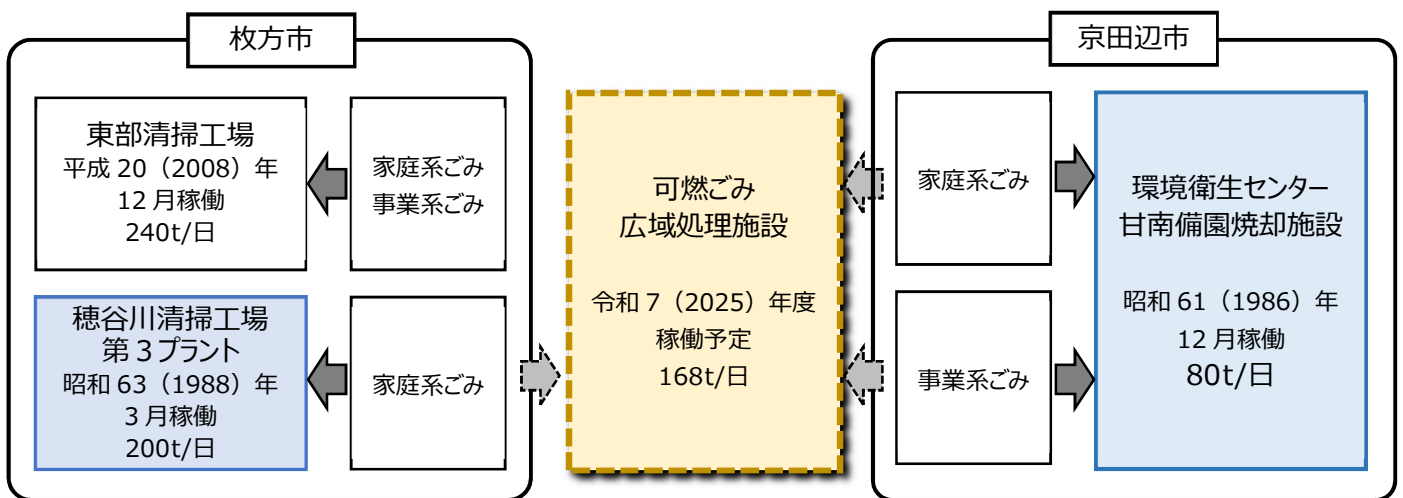 枚方市
東部清掃工場
平成 20（2008）年
12 月稼働
240t/日
家庭系ごみ
事業系ごみ
穂谷川清掃工場
第３プラント
昭和 63（1988）年
3 月稼働
200t/日
家庭系ごみ
可燃ごみ
広域処理施設
令和 7（2025）年度
稼働予定
168t/日
京田辺市
家庭系ごみ
事業系ごみ
環境衛生センター
甘南備園焼却施設
昭和 61（1986）年
12 月稼働
80t/日